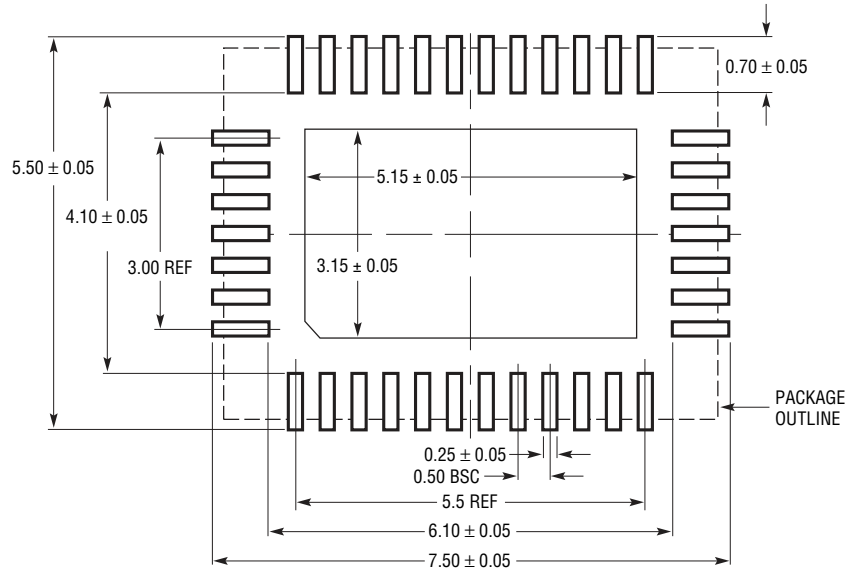 0.70 ± 0.05
5.50 ± 0.05
5.15 ± 0.05
4.10 ± 0.05
3.00 REF
3.15 ± 0.05
PACKAGE
OUTLINE
0.25 ± 0.05
0.50 BSC
5.5 REF
6.10 ± 0.05
7.50 ± 0.05